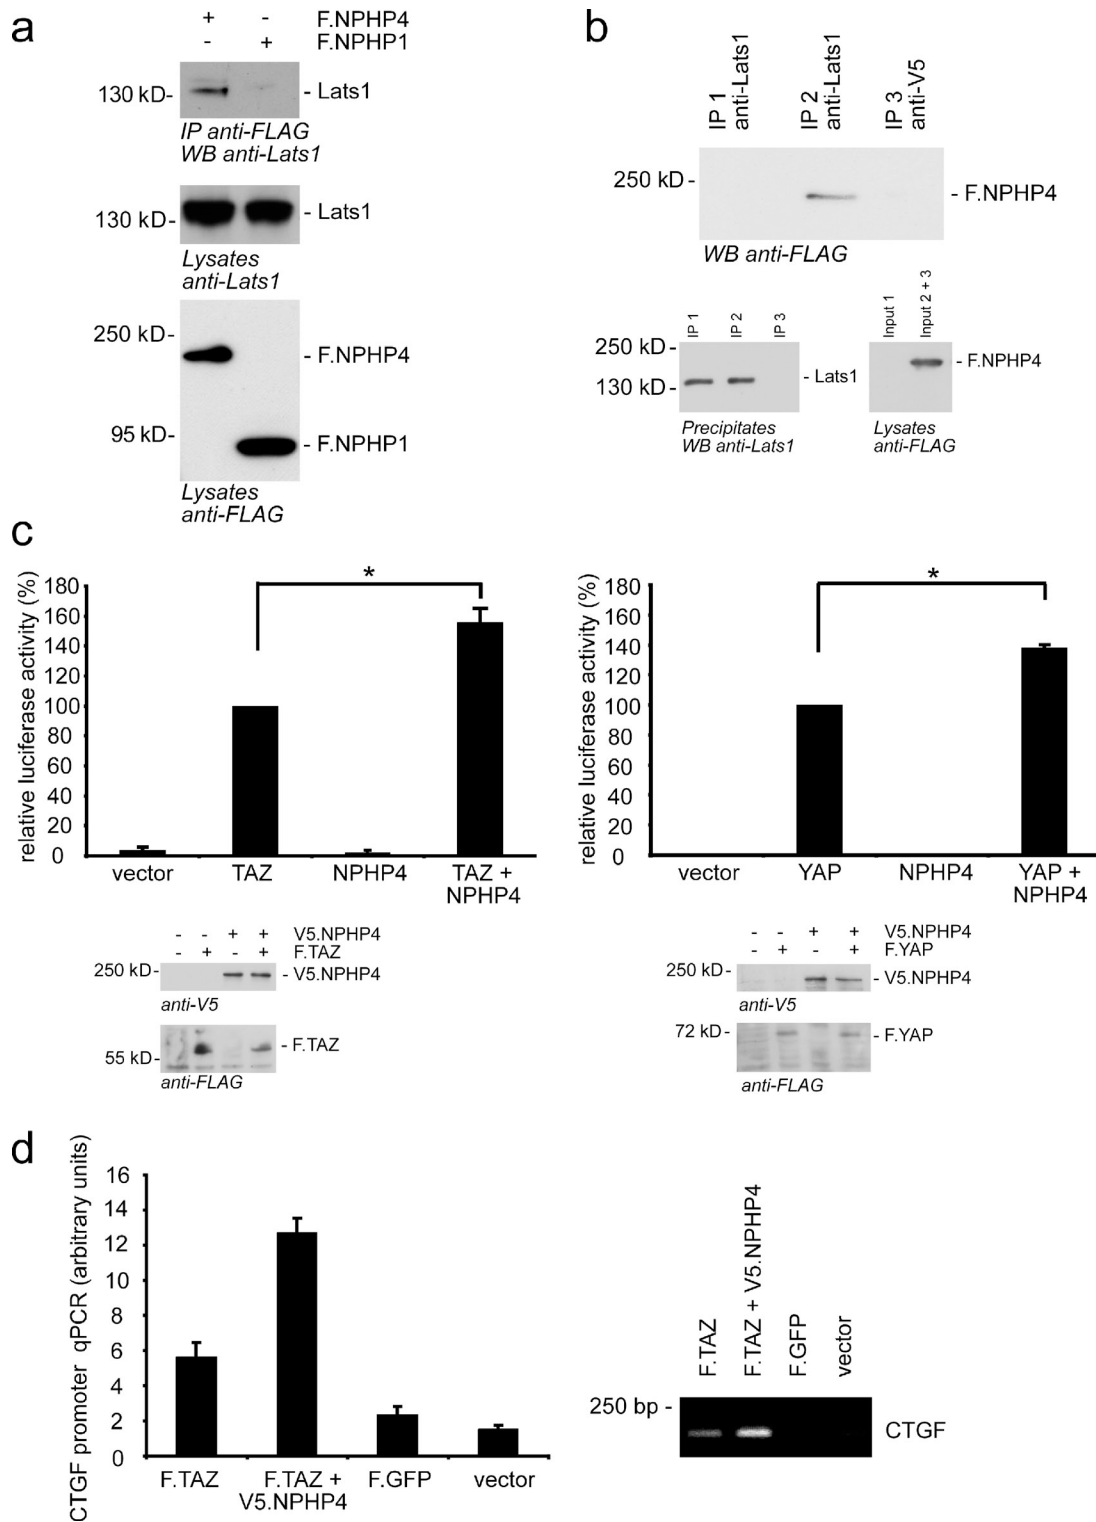 a
+ - F.NPHP4
- + F.NPHP1
130 kD-
- Lats1
IP anti-FLAG
WB anti-Lats1
130 kD-
- Lats1
Lysates
anti-Lats1
250 kD-
- F.NPHP4
95 kD-
- F.NPHP1
Lysates
anti-FLAG
b
IP 1
anti-Lats1
IP 2
anti-Lats1
IP 3
anti-V5
250 kD -
- F.NPHP4
WB anti-FLAG
IP 1
IP 2
IP 3
250 kD -
130 kD -
- Lats1
Precipitates
WB anti-Lats1
Input 1
Input 2 + 3
- F.NPHP4
Lysates
anti-FLAG
c
relative luciferase activity (%)
180
160
140
120
100
80
60
40
20
0
*
vector TAZ NPHP4 TAZ +
NPHP4
- - + + V5.NPHP4
- + - + F.TAZ
250 kD-
- V5.NPHP4
anti-V5
55 kD-
- F.TAZ
anti-FLAG
relative luciferase activity (%)
180
160
140
120
100
80
60
40
20
0
*
vector YAP NPHP4 YAP +
NPHP4
- - + + V5.NPHP4
- + - + F.YAP
250 kD-
- V5.NPHP4
anti-V5
72 kD-
- F.YAP
anti-FLAG
d
CTGF promoter qPCR (arbitrary units)
16
14
12
10
8
6
4
2
0
F.TAZ F.TAZ + F.GFP vector
V5.NPHP4
F.TAZ
F.TAZ + V5.NPHP4
F.GFP
vector
250 bp -
CTGF